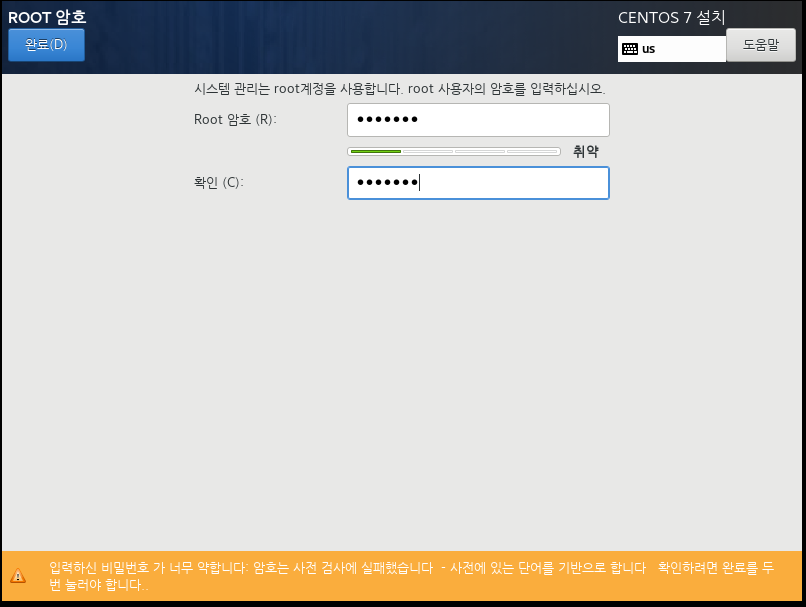 ROOT 암호
CENTOS 7 설치
완료(D)
us
도움말
시스템 관리는 root계정을 사용합니다. root 사용자의 암호를 입력하십시오.
Root 암호 (R):
•••••••
취약
확인 (C):
•••••••
입력하신 비밀번호 가 너무 약합니다: 암호는 사전 검사에 실패했습니다 - 사전에 있는 단어를 기반으로 합니다 확인하려면 완료를 두
번 눌러야 합니다..